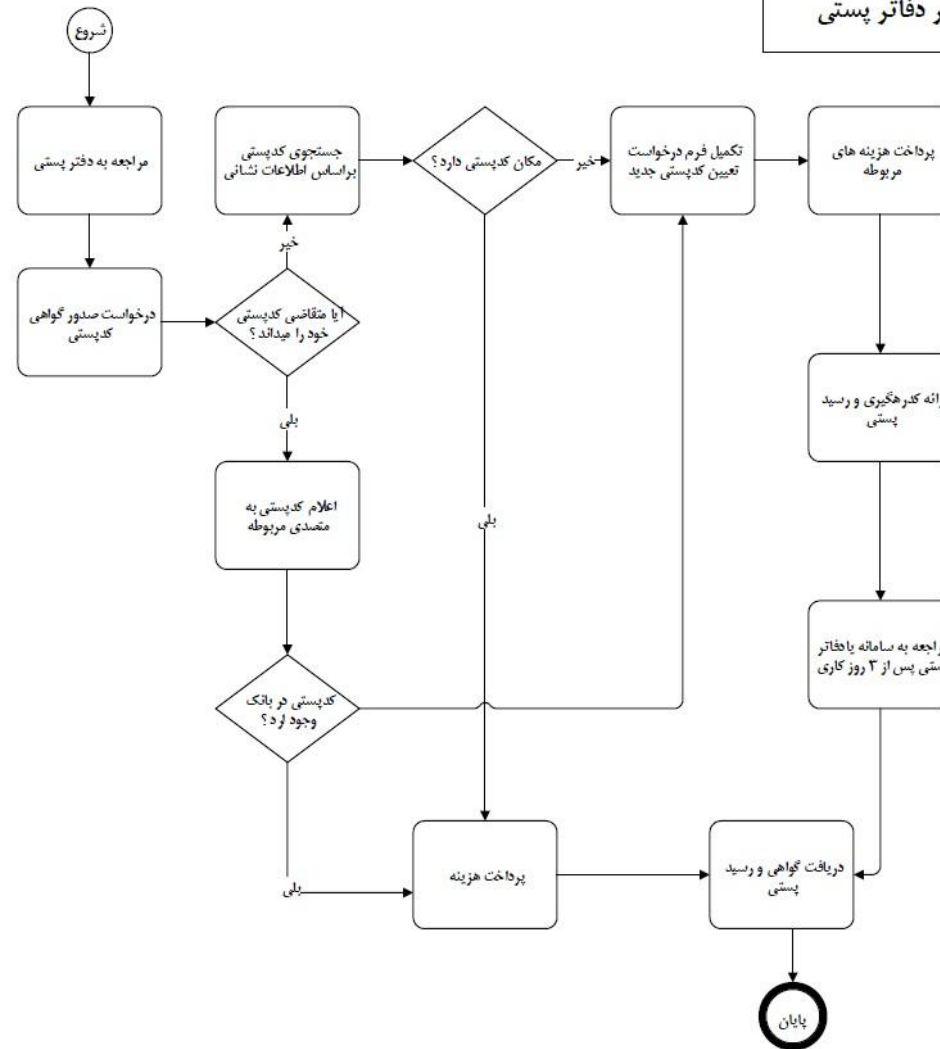 ر دفاتر پستی
شروع
مراجعه به دفتر پستی
درخواست صدور گواهی
کدپستی
جستجوی کدپستی
براساس اطلاعات نشانی
خیر
آیا متقاضی کدپستی
خود را میداند؟
بلی
اعلام کدپستی به
متصدی مربوطه
کدپستی در بانک
وجود ارد؟
بلی
مکان کدپستی دارد؟
خیر
بلی
تکمیل فرم درخواست
تعیین کدپستی جدید
پرداخت هزینه های
مربوطه
رائه کدرهگیری و رسید
پستی
راجعه به سامانه یادفاتر
ستی پس از ۳ روز کاری
پرداخت هزینه
دریافت گواهی و رسید
پستی
پایان